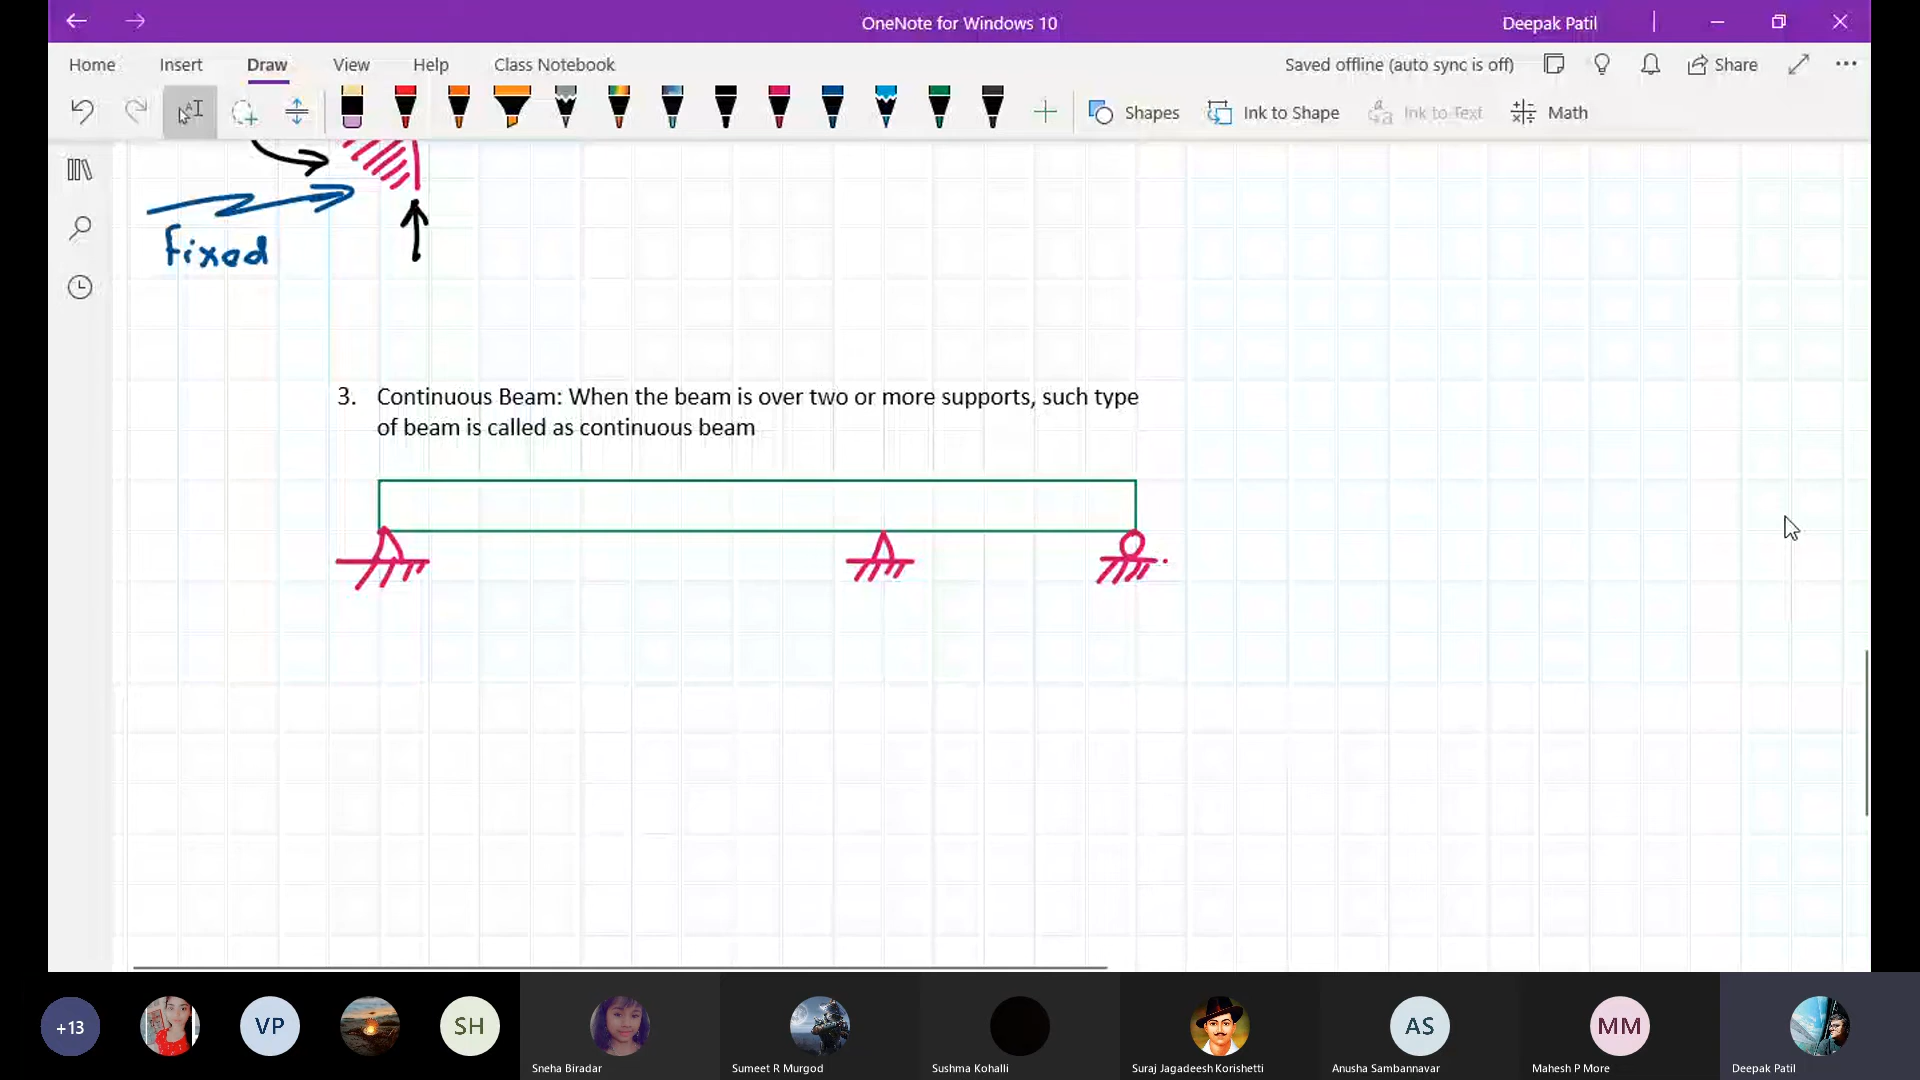 OneNote for Windows 10
Deepak Patil
Home Insert Draw View Help Class Notebook
Saved offline (auto sync is off)
Share
Shapes
Ink to Shape
Ink to Text
Math
Fixed
3. Continuous Beam: When the beam is over two or more supports, such type
of beam is called as continuous beam
+13
VP
SH
Sneha Biradar
Sumeet R Murgod
Sushma Kohalli
Suraj Jagadeesh Korishetti
AS
Anusha Sambannavar
MM
Mahesh P More
Deepak Patil